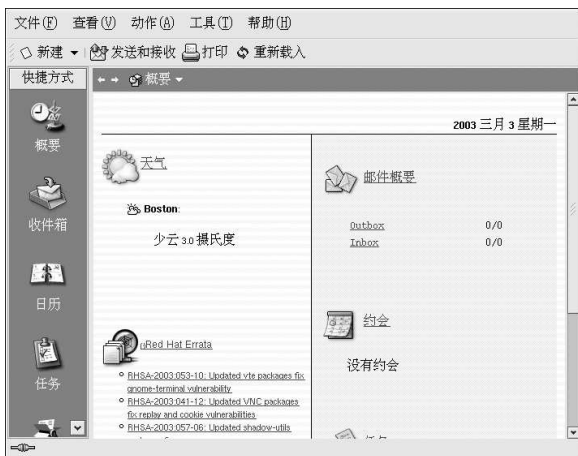 文件(F) 查看(V) 动作(A) 工具(T) 帮助(H)
新建 发送和接收 打印 重新载入
快捷方式
概要
概要
收件箱
日历
任务
2003 三月 3 星期一
天气
Boston:
少云 3.0 摄氏度
Red Hat Errata
RHSA-2003:053-10: Updated vte packages fix
gnome-terminal vulnerability
RHSA-2003:041-12: Updated VNC packages
fix replay and cookie vulnerabilities
RHSA-2003:057-06: Updated shadow-utils
邮件概要
Outbox 0/0
Inbox 0/0
约会
没有约会